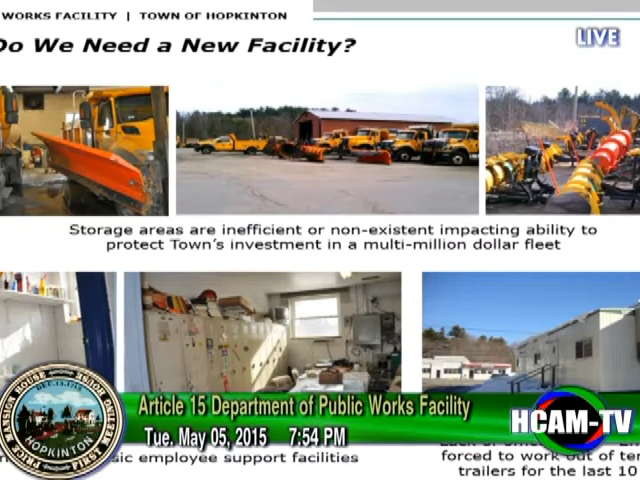 WORKS FACILITY | TOWN OF HOPKINTON
Do We Need a New Facility?
LIVE
Storage areas are inefficient or non-existent impacting ability to
protect Town's investment in a multi-million dollar fleet
Article 15 Department of Public Works Facility
Tue. May 05, 2015 7:54 PM
HOPKINTON
HCAM-TV
employee support facilities
forced to work out of
trailers for the last 10